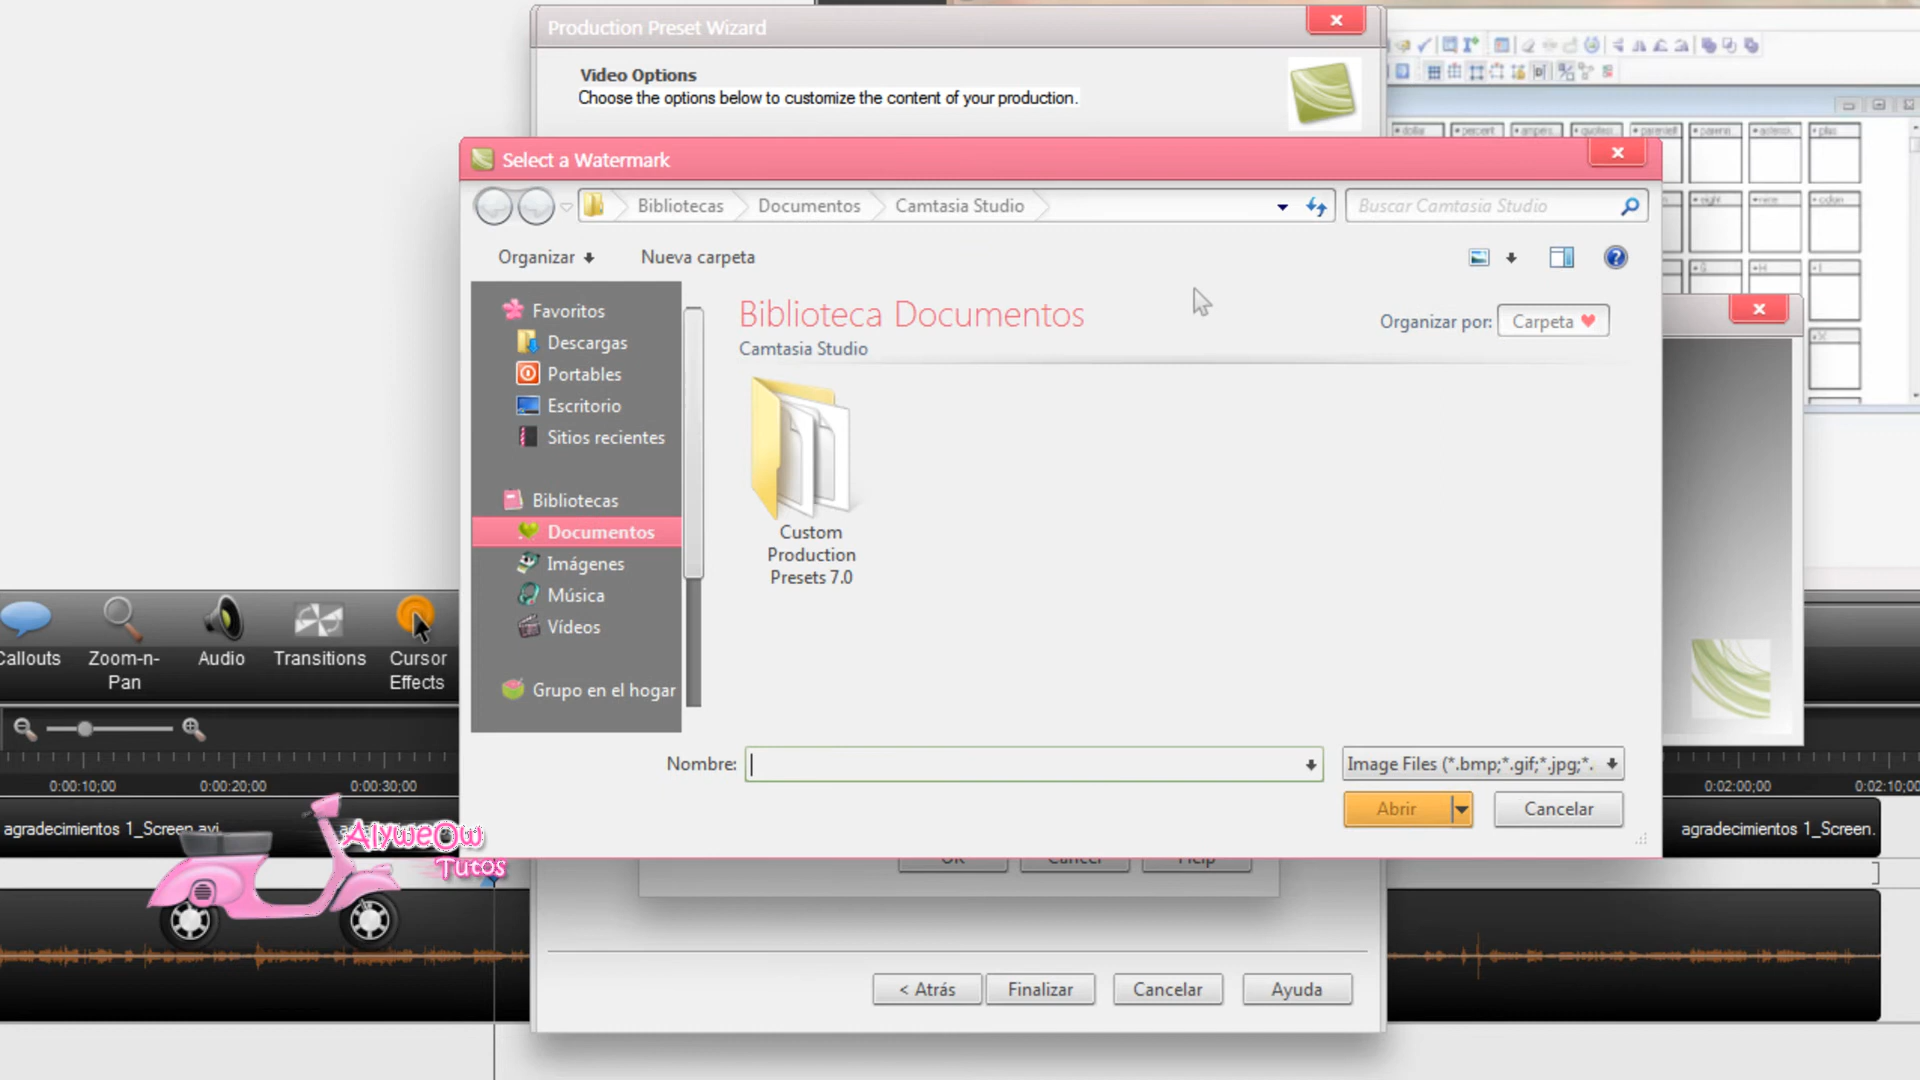 Production Preset Wizard
Video Options
Choose the options below to customize the content of your production.
Select a Watermark
Bibliotecas
Documentos
Camtasia Studio
Buscar Camtasia Studio
Organizar
Nueva carpeta
Favoritos
Descargas
Portables
Escritorio
Sitios recientes
Bibliotecas
Documentos
Imágenes
Música
Vídeos
Grupo en el hogar
Biblioteca Documentos
Camtasia Studio
Organizar por:
Carpeta
Custom
Production
Presets 7.0
Nombre:
Image Files (*.bmp;*.gif;*.jpg;*.
Abrir
Cancelar
Callouts
Zoom-n-
Pan
Audio
Transitions
Cursor
Effects
0:00:10;00
0:00:20;00
0:00:30;00
0:02:00;00
0:02:10;00
agradecimientos 1_Screen.avi
agradecimientos 1_Screen.
AlyweOw
Tutos
OK
Cancel
Help
< Atrás
Finalizar
Cancelar
Ayuda